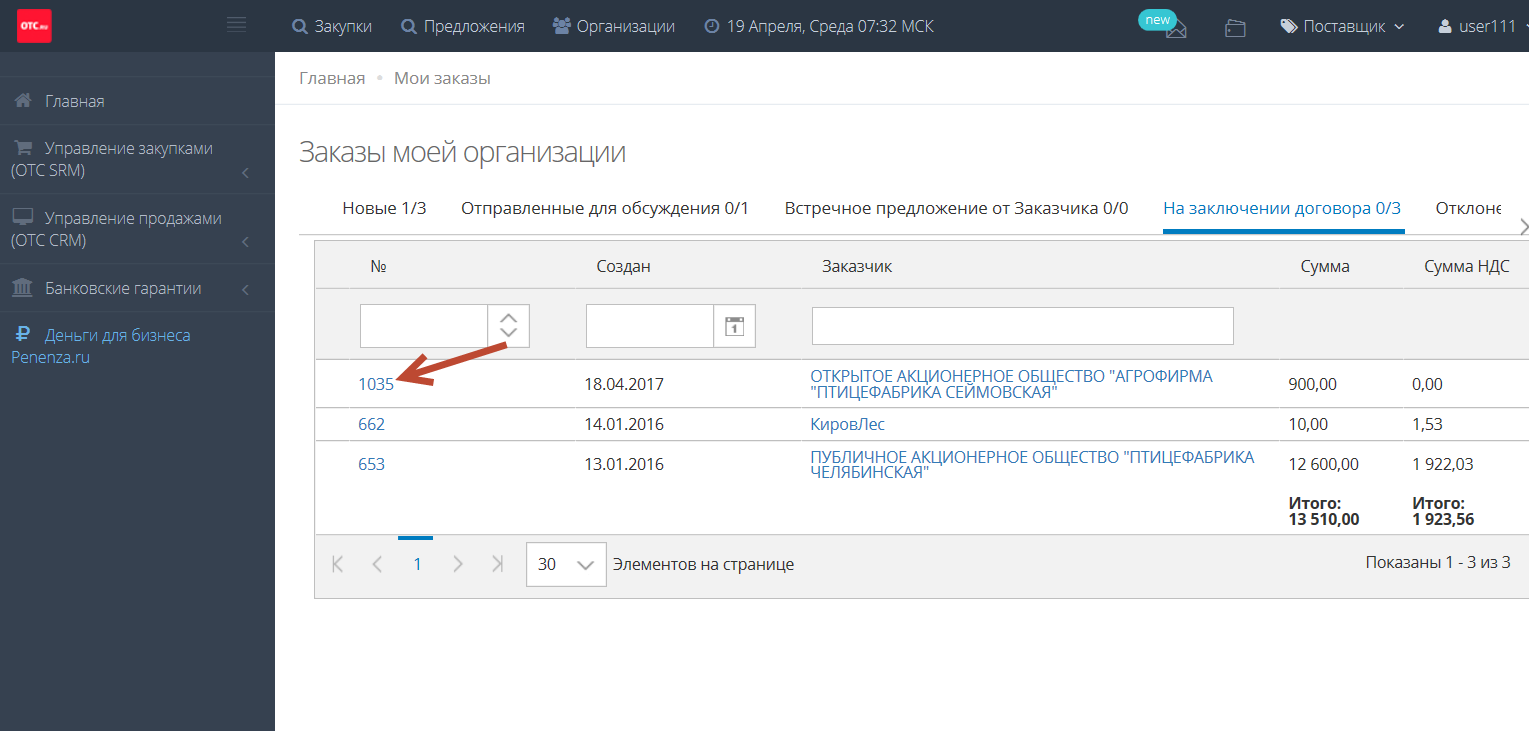 OTC.RU
Закупки
Предложения
Организации
19 Апреля, Среда 07:32 МСК
new
Поставщик
user111
Главная
Управление закупками
(ОТС SRM)
Управление продажами
(ОТС CRM)
Банковские гарантии
Деньги для бизнеса
Penenza.ru
Главная • Мои заказы
Заказы моей организации
Новые 1/3
Отправленные для обсуждения 0/1
Встречное предложение от Заказчика 0/0
На заключении договора 0/3
Отклоне
№
Создан
Заказчик
Сумма
Сумма НДС
1
1035
18.04.2017
ОТКРЫТОЕ АКЦИОНЕРНОЕ ОБЩЕСТВО "АГРОФИРМА
"ПТИЦЕФАБРИКА СЕЙМОВСКАЯ"
900,00
0,00
662
14.01.2016
КировЛес
10,00
1,53
653
13.01.2016
ПУБЛИЧНОЕ АКЦИОНЕРНОЕ ОБЩЕСТВО "ПТИЦЕФАБРИКА
ЧЕЛЯБИНСКАЯ"
12 600,00
1 922,03
Итого:
13 510,00
Итого:
1 923,56
1
30
Элементов на странице
Показаны 1 - 3 из 3